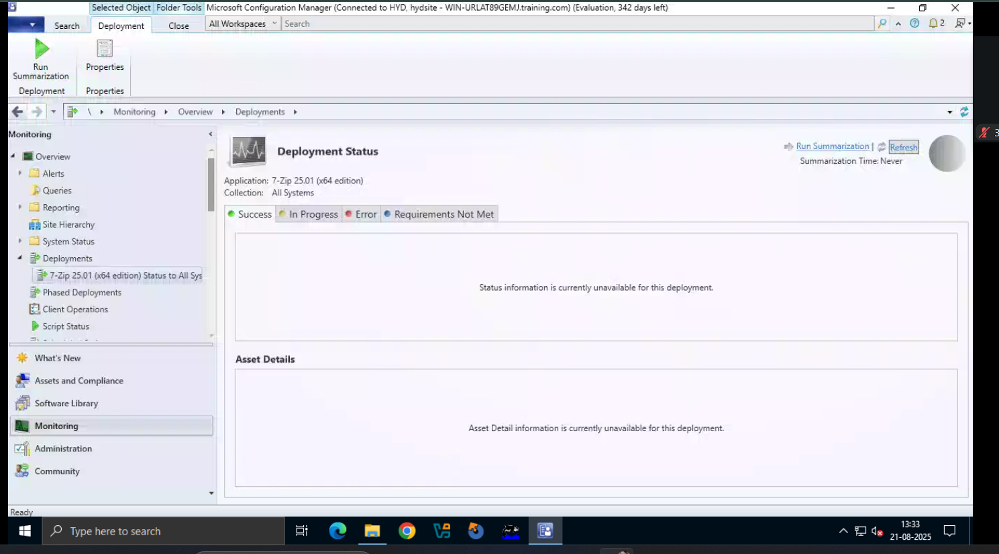 Selected Object Folder Tools Microsoft Configuration Manager (Connected to HYD, hydsite - WIN-URLAT89GEMJ.training.com) (Evaluation, 342 days left)
Search Deployment Close All Workspaces Search 2
Run Summarization
Properties
Deployment Properties
\ Monitoring Overview Deployments
Monitoring
Overview
Alerts
Queries
Reporting
Site Hierarchy
System Status
Deployments
7-Zip 25.01 (x64 edition) Status to All Sys
Phased Deployments
Client Operations
Script Status
What's New
Assets and Compliance
Software Library
Monitoring
Administration
Community
Deployment Status
Run Summarization | Refresh
Summarization Time: Never
Application: 7-Zip 25.01 (x64 edition)
Collection: All Systems
Success In Progress Error Requirements Not Met
Status information is currently unavailable for this deployment.
Asset Details
Asset Detail information is currently unavailable for this deployment.
Ready
Type here to search
13:33
21-08-2025
3